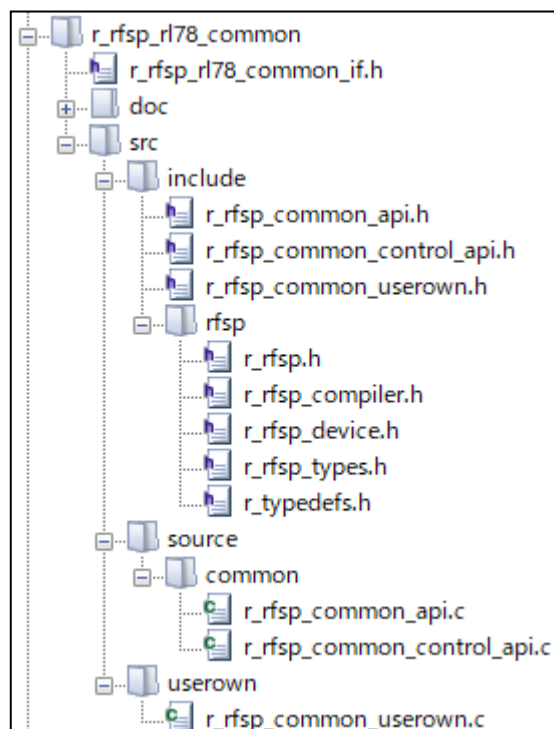 r_rfsp_rl78_common
r_rfsp_rl78_common_if.h
doc
src
include
r_rfsp_common_api.h
r_rfsp_common_control_api.h
r_rfsp_common_userown.h
rfsp
r_rfsp.h
r_rfsp_compiler.h
r_rfsp_device.h
r_rfsp_types.h
r_typedefs.h
source
common
r_rfsp_common_api.c
r_rfsp_common_control_api.c
userown
r_rfsp_common_userown.c